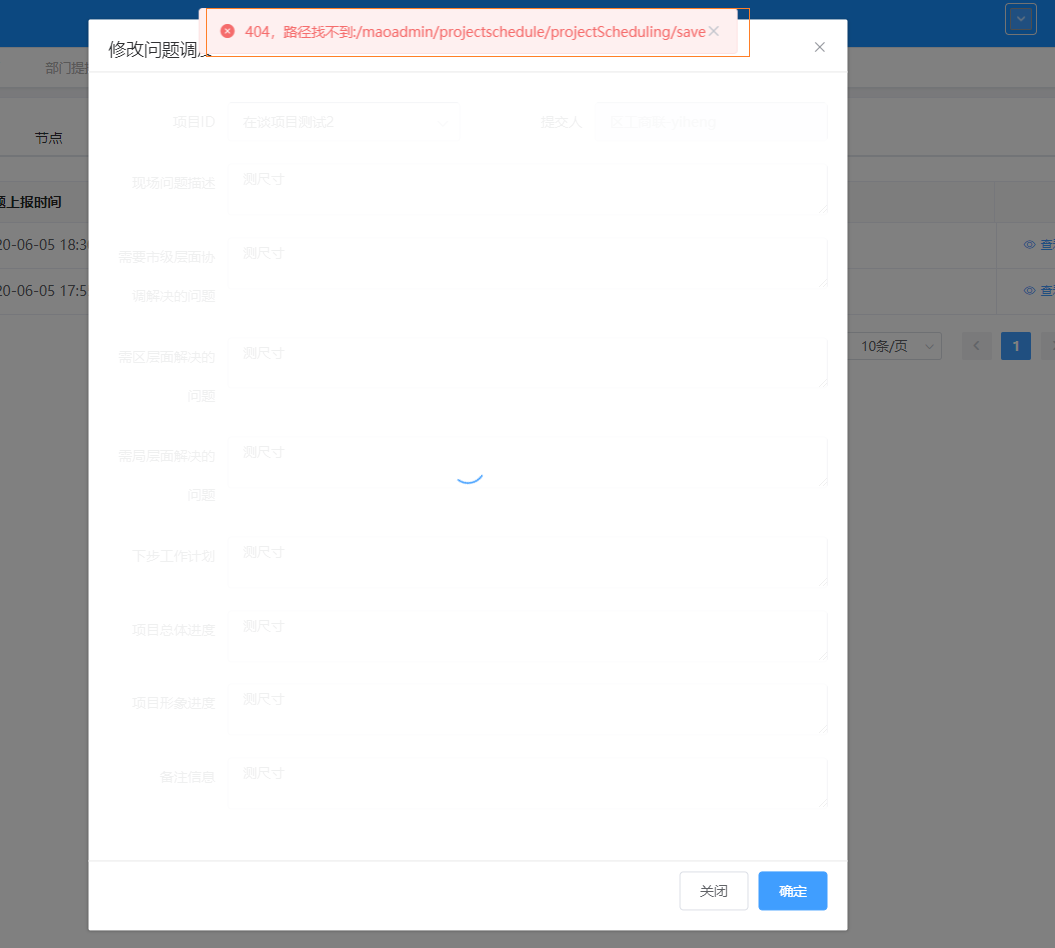 404，路径找不到:/maoadmin/projectschedule/projectScheduling/save
修改问题调度
部门提
节点
题上报时间
20-06-05 18:3
20-06-05 17:5
项目ID 在谈项目测试2
提交人
现场问题描述 测尺寸
需要市级层面协 测尺寸
调解决的问题
需区层面解决的 测尺寸
问题
需局层面解决的 测尺寸
问题
下步工作计划 测尺寸
项目总体进度 测尺寸
项目形象进度 测尺寸
备注信息 测尺寸
查
查
10条/页
1
关闭
确定